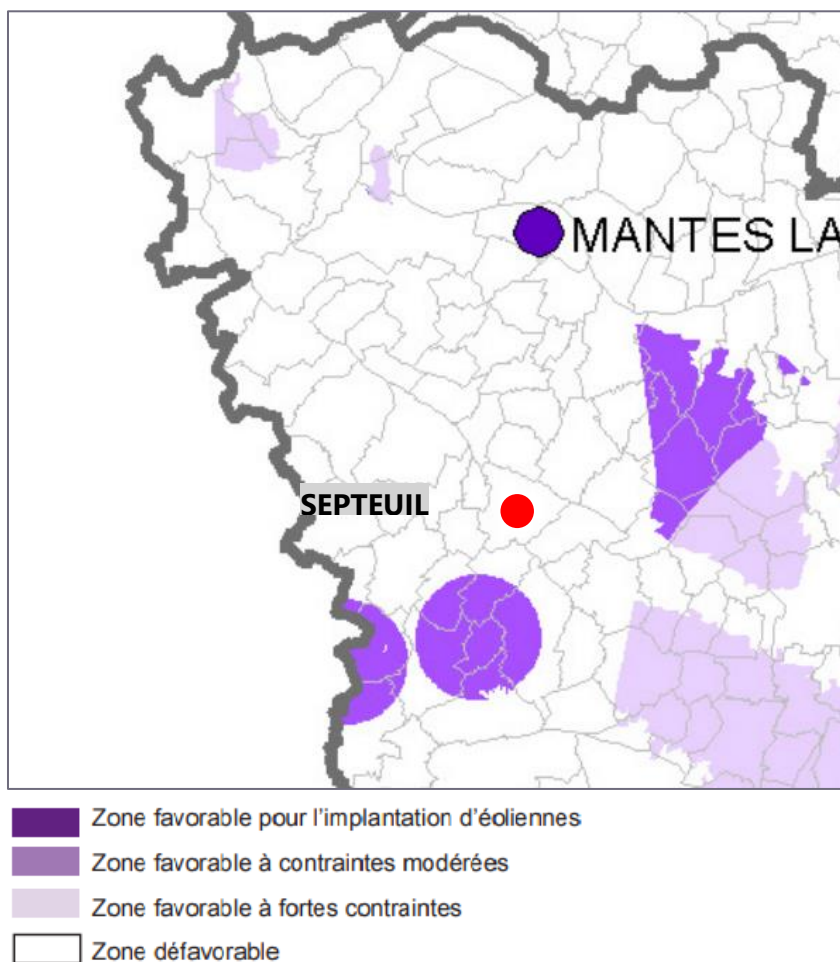 MANTES LA
SEPTEUIL
Zone favorable pour l'implantation d'éoliennes
Zone favorable à contraintes modérées
Zone favorable à fortes contraintes
Zone défavorable